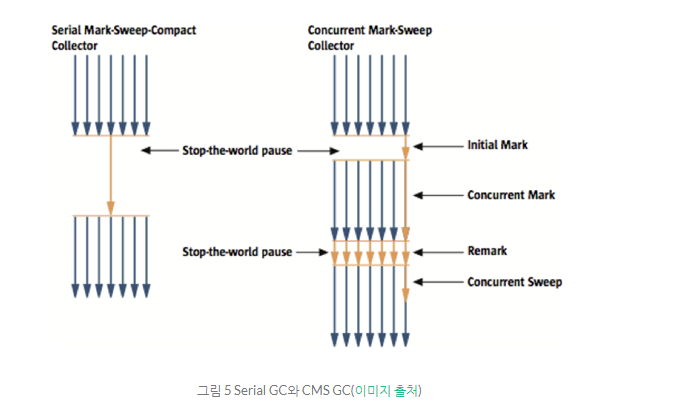 Serial Mark-Sweep-Compact
Collector
Concurrent Mark-Sweep
Collector
Stop-the-world pause
Initial Mark
Concurrent Mark
Stop-the-world pause
Remark
Concurrent Sweep
그림 5 Serial GC와 CMS GC(이미지 출처)